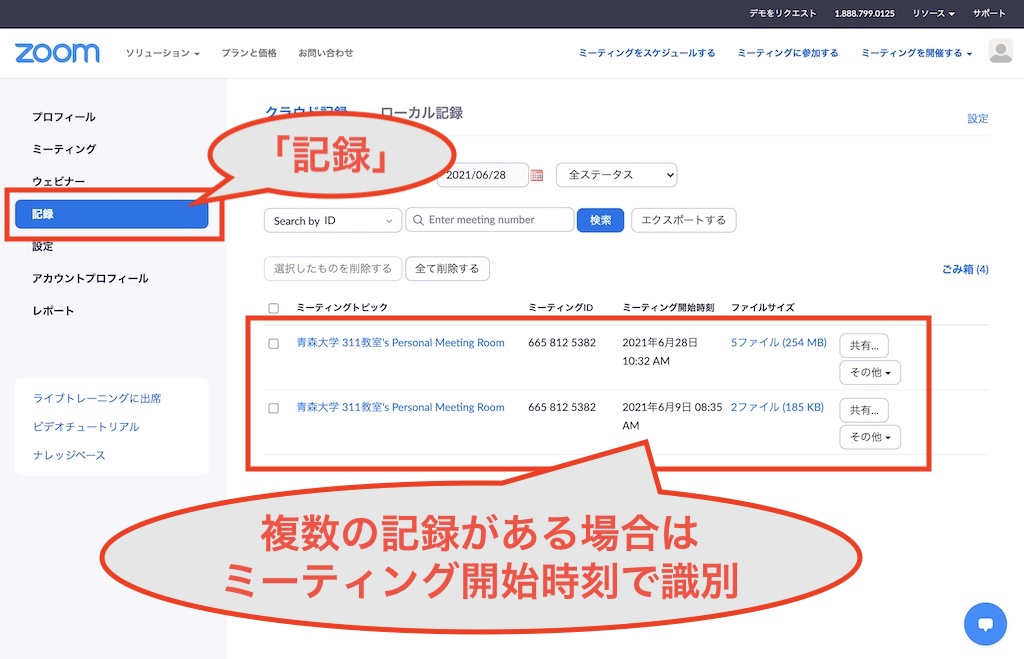 デモをリクエスト 1.888.799.0125 リソース サポート
zoom ソリューション プランと価格 お問い合わせ ミーティングをスケジュールする ミーティングに参加する ミーティングを開催する
プロフィール
ミーティング
ウェビナー
記録
設定
アカウントプロフィール
レポート
ライブトレーニングに出席
ビデオチュートリアル
ナレッジベース
クラウド記録 ローカル記録
設定
「記録」
2021/06/28 全ステータス
Search by ID Enter meeting number 検索 エクスポートする
選択したものを削除する 全て削除する ごみ箱 (4)
ミーティングトピック ミーティングID ミーティング開始時刻 ファイルサイズ
青森大学 311教室's Personal Meeting Room 665 812 5382 2021年6月28日 5ファイル (254 MB) 共有...
10:32 AM その他
青森大学 311教室's Personal Meeting Room 665 812 5382 2021年6月9日 08:35 2ファイル (185 KB) 共有...
AM その他
複数の記録がある場合は
ミーティング開始時刻で識別